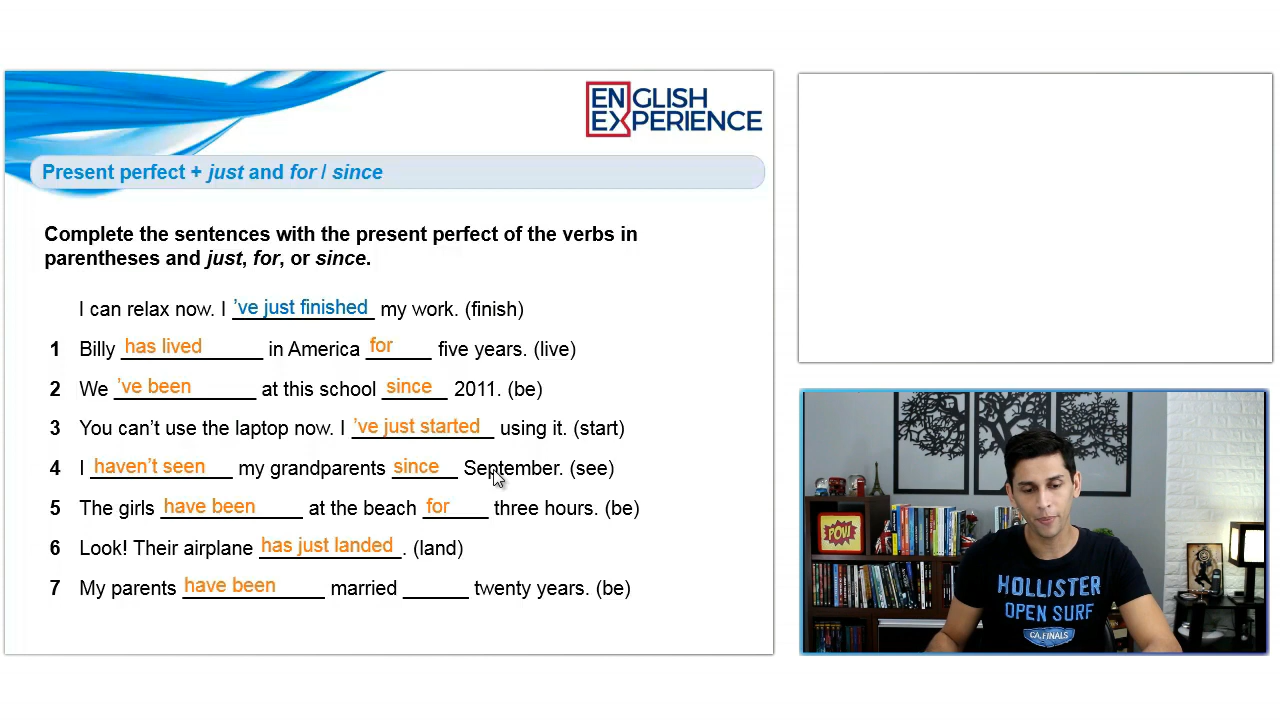 ENGLISH
EXPERIENCE
Present perfect + just and for / since
Complete the sentences with the present perfect of the verbs in
parentheses and just, for, or since.
I can relax now. I 've just finished my work. (finish)
1 Billy has lived in America for five years. (live)
2 We 've been at this school since 2011. (be)
3 You can't use the laptop now. I 've just started using it. (start)
4 I haven't seen my grandparents since September. (see)
5 The girls have been at the beach for three hours. (be)
6 Look! Their airplane has just landed. (land)
7 My parents have been married ______ twenty years. (be)
POW!
HOLLISTER
OPEN SURF
CA. FINALS